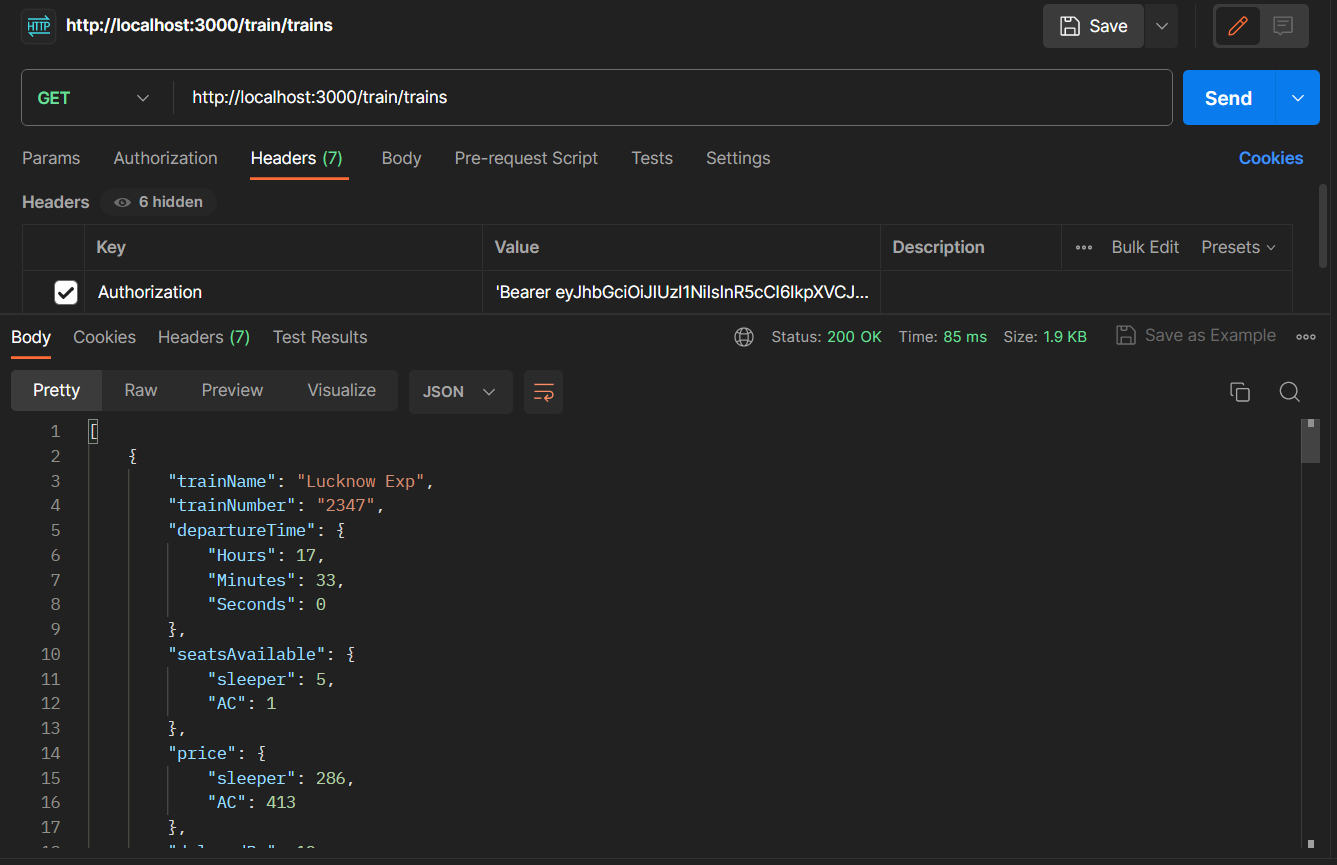 HTTP http://localhost:3000/train/trains Save
GET http://localhost:3000/train/trains Send
Params Authorization Headers (7) Body Pre-request Script Tests Settings Cookies
Headers 6 hidden
Key Value Description ••• Bulk Edit Presets
Authorization 'Bearer eyJhbGciOiJIUzI1NiIsInR5cCI6IkpXVCJ...
Body Cookies Headers (7) Test Results Status: 200 OK Time: 85 ms Size: 1.9 KB Save as Example
Pretty Raw Preview Visualize JSON
1 [
2 {
3 "trainName": "Lucknow Exp",
4 "trainNumber": "2347",
5 "departureTime": {
6 "Hours": 17,
7 "Minutes": 33,
8 "Seconds": 0
9 },
10 "seatsAvailable": {
11 "sleeper": 5,
12 "AC": 1
13 },
14 "price": {
15 "sleeper": 286,
16 "AC": 413
17 },